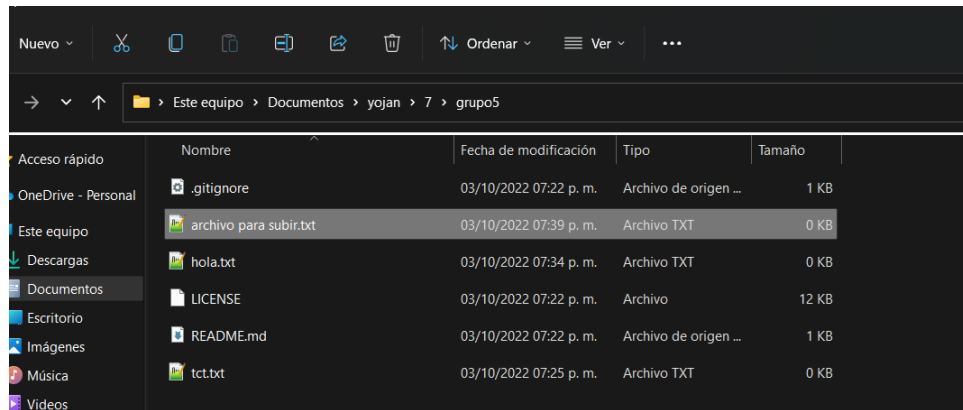 Nuevo Ordenar Ver
Este equipo > Documentos > yojan > 7 > grupo5
Acceso rápido
OneDrive - Personal
Este equipo
Descargas
Documentos
Escritorio
Imágenes
Música
Videos
Nombre Fecha de modificación Tipo Tamaño
.gitignore 03/10/2022 07:22 p. m. Archivo de origen ... 1 KB
archivo para subir.txt 03/10/2022 07:39 p. m. Archivo TXT 0 KB
hola.txt 03/10/2022 07:34 p. m. Archivo TXT 0 KB
LICENSE 03/10/2022 07:22 p. m. Archivo 12 KB
README.md 03/10/2022 07:22 p. m. Archivo de origen ... 1 KB
tct.txt 03/10/2022 07:25 p. m. Archivo TXT 0 KB